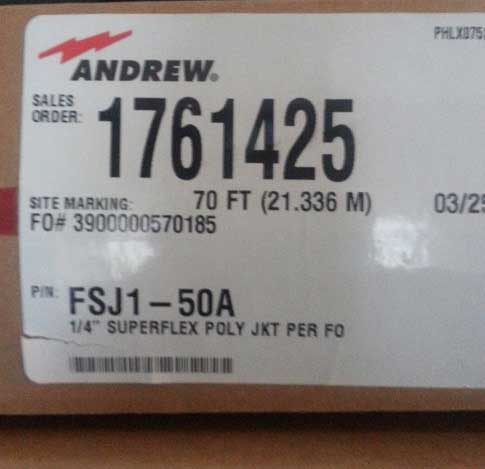 PHLX075
ANDREW®
SALES
ORDER: 1761425
SITE MARKING: 70 FT (21.336 M) 03/25
FO# 3900000570185
P/N: FSJ1-50A
1/4" SUPERFLEX POLY JKT PER FO